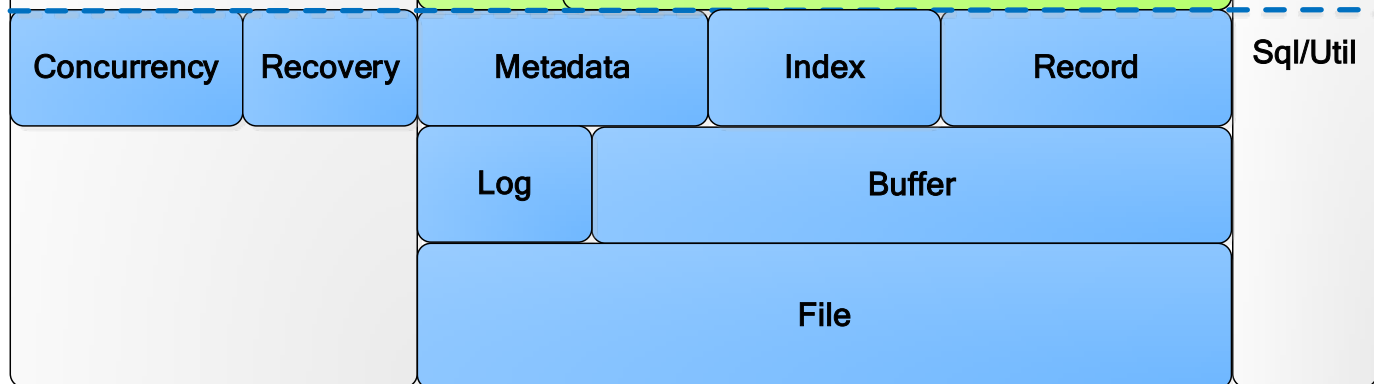 Concurrency
Recovery
Metadata
Index
Record
Sql/Util
Log
Buffer
File